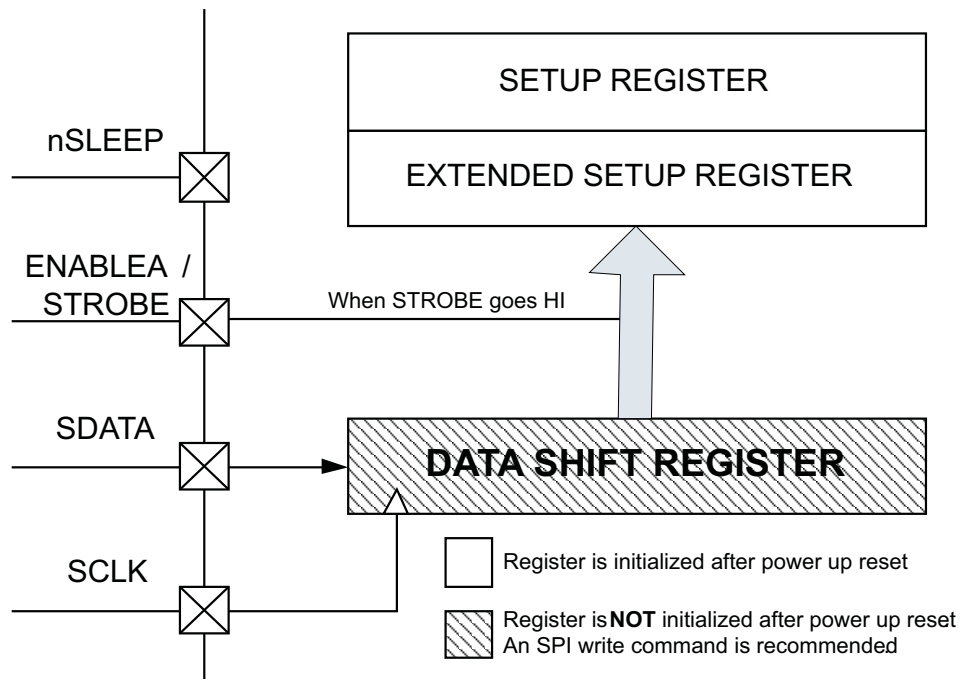 SETUP REGISTER
nSLEEP
EXTENDED SETUP REGISTER
ENABLEA /
STROBE
When STROBE goes HI
SDATA
DATA SHIFT REGISTER
SCLK
Register is initialized after power up reset
Register is NOT initialized after power up reset
An SPI write command is recommended.